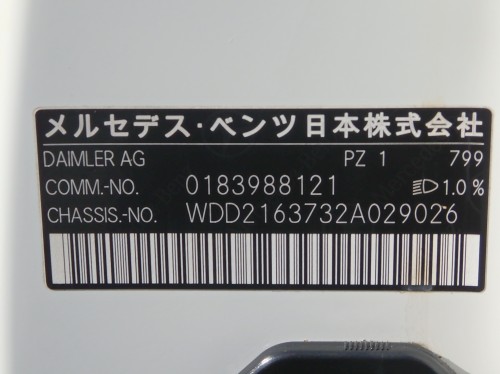 メルセデス・ベンツ日本株式会社
DAIMLER AG PZ 1 799
COMM.-NO. 0183988121 1.0 %
CHASSIS.-NO. WDD2163732A029026